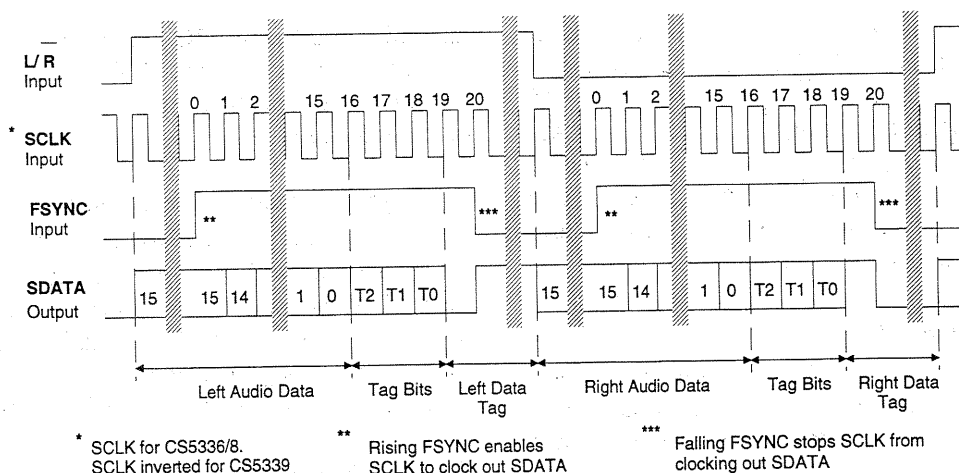 L/R̅
Input
0 1 2 15 16 17 18 19 20 0 1 2 15 16 17 18 19 20
* SCLK
Input
FSYNC
Input
** *** ** ***
SDATA
Output
15 15 14 1 0 T2 T1 T0 15 15 14 1 0 T2 T1 T0
Left Audio Data Tag Bits Left Data Tag Right Audio Data Tag Bits Right Data Tag
* SCLK for CS5336/8.
SCLK inverted for CS5339
** Rising FSYNC enables
SCLK to clock out SDATA
*** Falling FSYNC stops SCLK from
clocking out SDATA